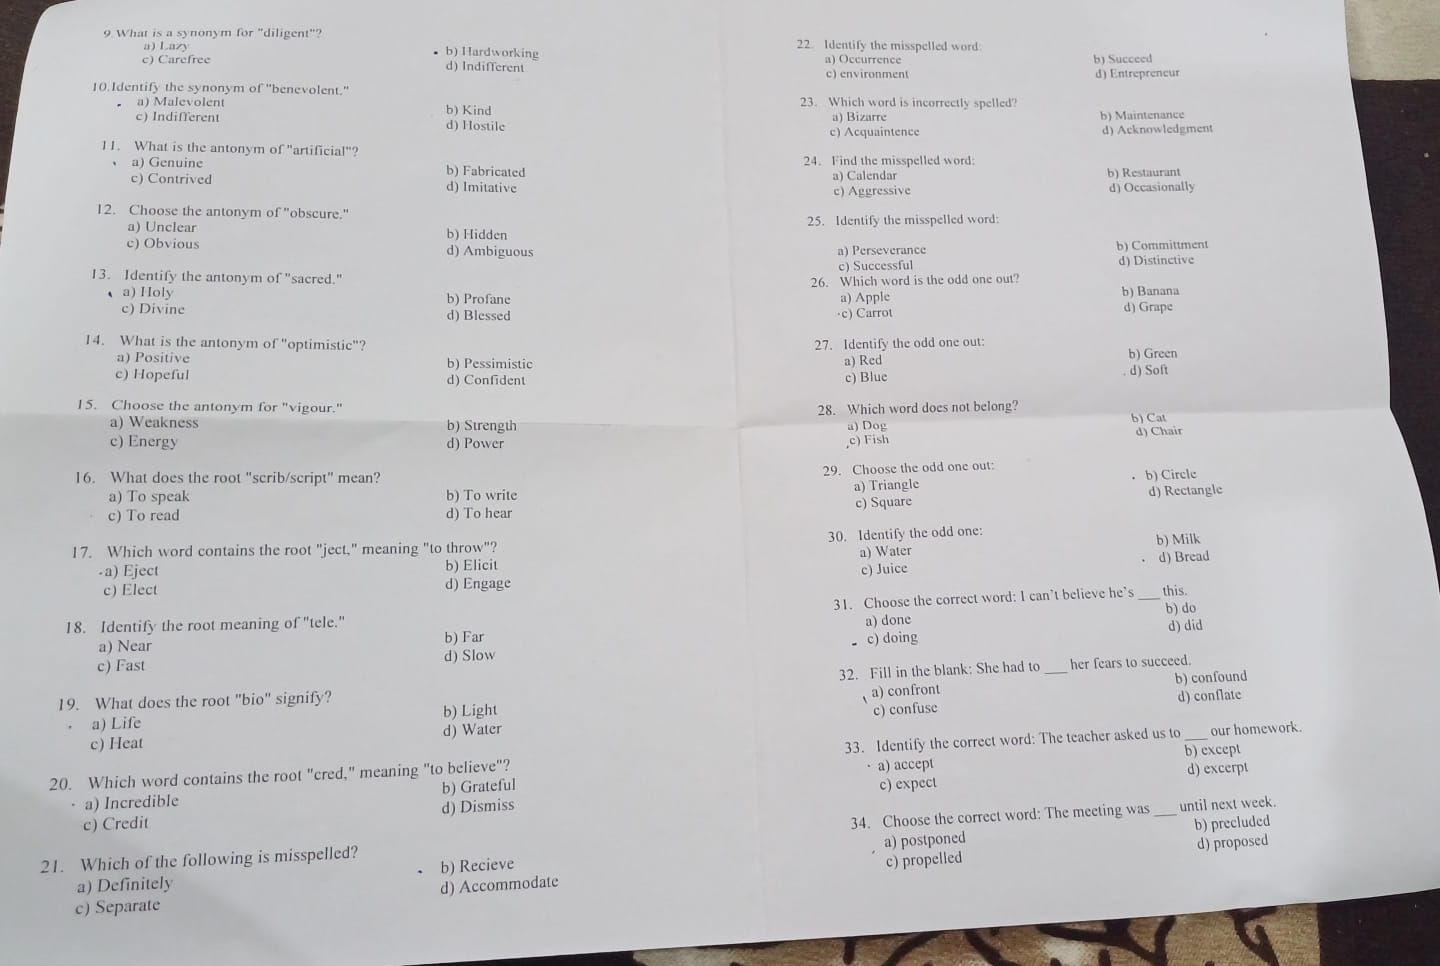 9. What is a synonym for "diligent"?
a) Lazy
b) Hardworking
c) Carefree
d) Indifferent
10. Identify the synonym of "benevolent."
a) Malevolent
b) Kind
c) Indifferent
d) Hostile
11. What is the antonym of "artificial"?
a) Genuine
b) Fabricated
c) Contrived
d) Imitative
12. Choose the antonym of "obscure."
a) Unclear
b) Hidden
c) Obvious
d) Ambiguous
13. Identify the antonym of "sacred."
a) Holy
b) Profane
c) Divine
d) Blessed
14. What is the antonym of "optimistic"?
a) Positive
b) Pessimistic
c) Hopeful
d) Confident
15. Choose the antonym for "vigour."
a) Weakness
b) Strength
c) Energy
d) Power
16. What does the root "scrib/script" mean?
a) To speak
b) To write
c) To read
d) To hear
17. Which word contains the root "ject," meaning "to throw"?
a) Eject
b) Elicit
c) Elect
d) Engage
18. Identify the root meaning of "tele."
a) Near
b) Far
c) Fast
d) Slow
19. What does the root "bio" signify?
a) Life
b) Light
c) Heat
d) Water
20. Which word contains the root "cred," meaning "to believe"?
a) Incredible
b) Grateful
c) Credit
d) Dismiss
21. Which of the following is misspelled?
a) Definitely
b) Recieve
c) Separate
d) Accommodate
22. Identify the misspelled word:
a) Occurrence
b) Succeed
c) environment
d) Entrepreneur
23. Which word is incorrectly spelled?
a) Bizarre
b) Maintenance
c) Acquaintence
d) Acknowledgment
24. Find the misspelled word:
a) Calendar
b) Restaurant
c) Aggressive
d) Occasionally
25. Identify the misspelled word:
a) Perseverance
b) Committment
c) Successful
d) Distinctive
26. Which word is the odd one out?
a) Apple
b) Banana
c) Carrot
d) Grape
27. Identify the odd one out:
a) Red
b) Green
c) Blue
d) Soft
28. Which word does not belong?
a) Dog
b) Cat
c) Fish
d) Chair
29. Choose the odd one out:
a) Triangle
b) Circle
c) Square
d) Rectangle
30. Identify the odd one:
a) Water
b) Milk
c) Juice
d) Bread
31. Choose the correct word: I can't believe he's ___ this.
a) done
b) do
c) doing
d) did
32. Fill in the blank: She had to ___ her fears to succeed.
a) confront
b) confound
c) confuse
d) conflate
33. Identify the correct word: The teacher asked us to ___ our homework.
a) accept
b) except
c) expect
d) excerpt
34. Choose the correct word: The meeting was ___ until next week.
a) postponed
b) precluded
c) propelled
d) proposed